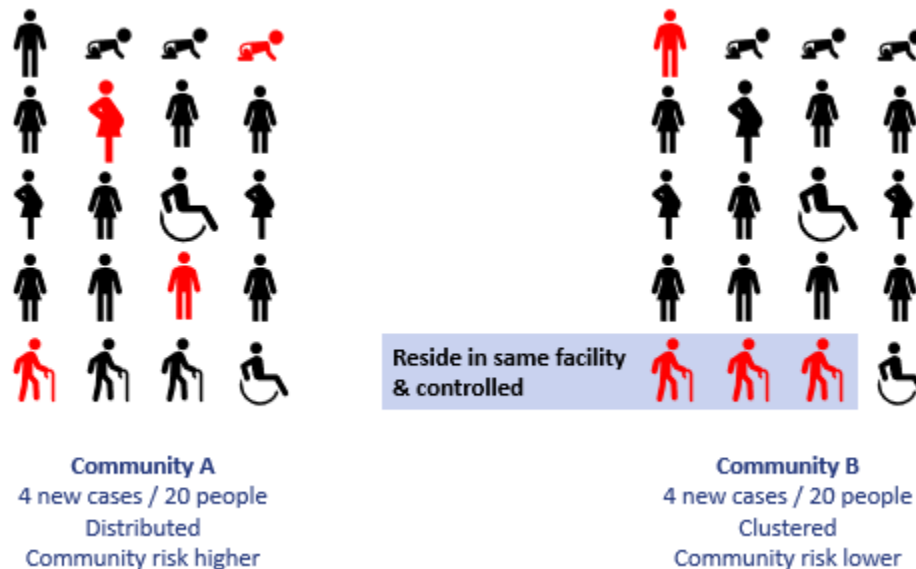 Reside in same facility
& controlled
Community A
4 new cases / 20 people
Distributed
Community risk higher
Community B
4 new cases / 20 people
Clustered
Community risk lower